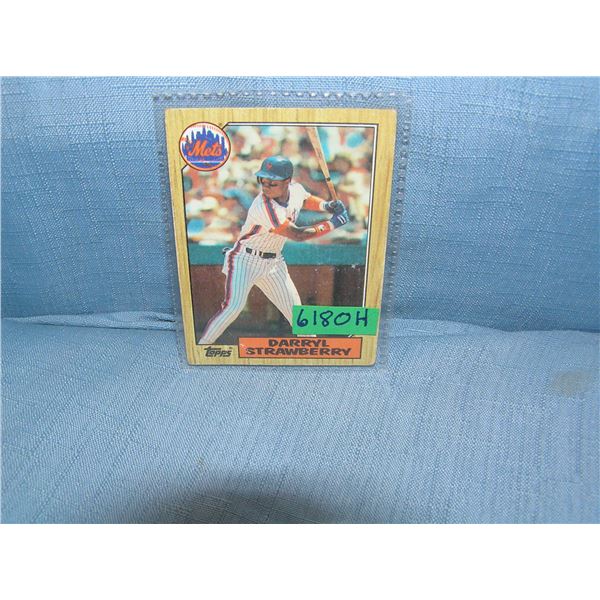 Mets
6180H
Topps
DARRYL
STRAWBERRY